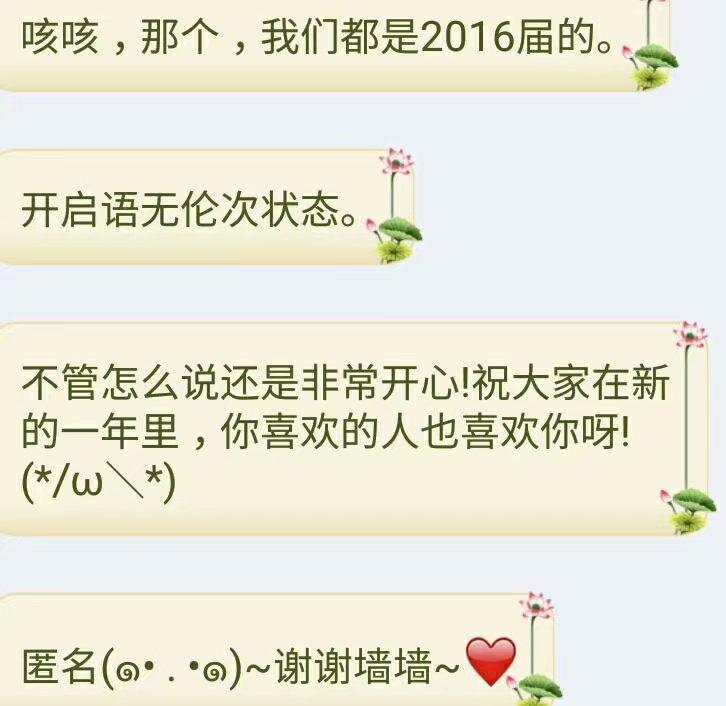 咳咳，那个，我们都是2016届的。
开启语无伦次状态。
不管怎么说还是非常开心!祝大家在新
的一年里，你喜欢的人也喜欢你呀!
(*/ω＼*)
匿名(๑• . •๑)~谢谢墙墙~❤️